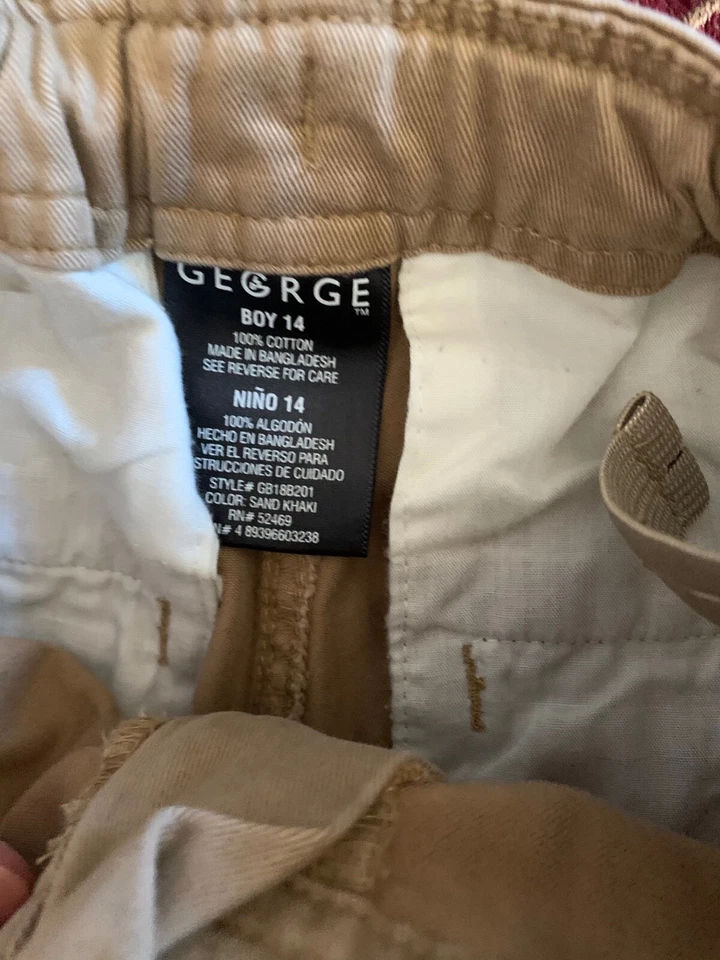 GEORGE
TM
BOY 14
100% COTTON
MADE IN BANGLADESH
SEE REVERSE FOR CARE
NIÑO 14
100% ALGODÓN
HECHO EN BANGLADESH
VER EL REVERSO PARA
STRUCCIONES DE CUIDADO
STYLE# GB18B201
COLOR: SAND KHAKI
RN# 52469
N# 4 89396603238